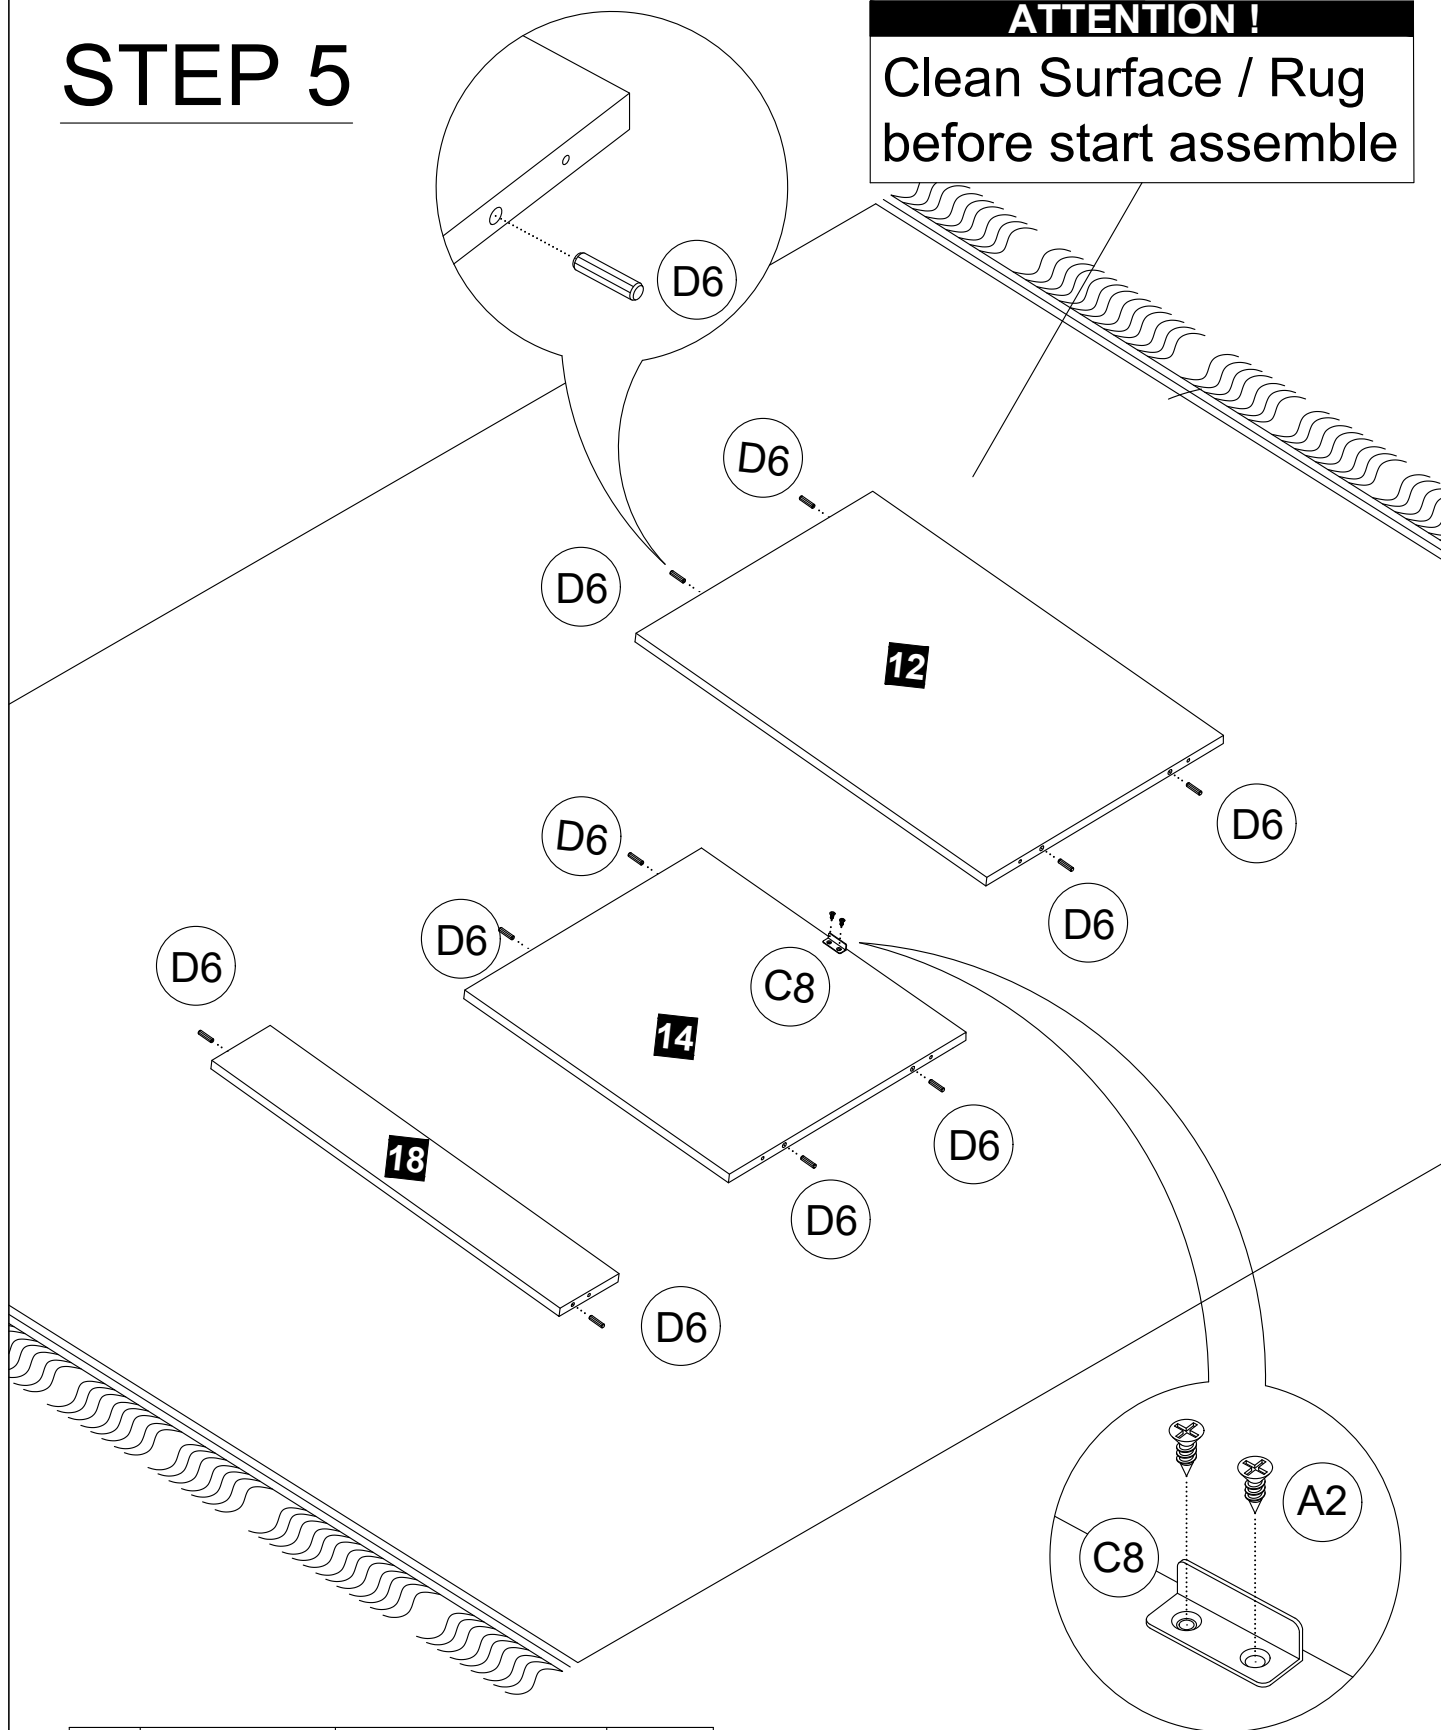 STEP 5
ATTENTION !
Clean Surface / Rug
before start assemble
D6
D6
D6
12
D6
D6
D6
D6
D6
C8
14
D6
18
D6
D6
A2
C8